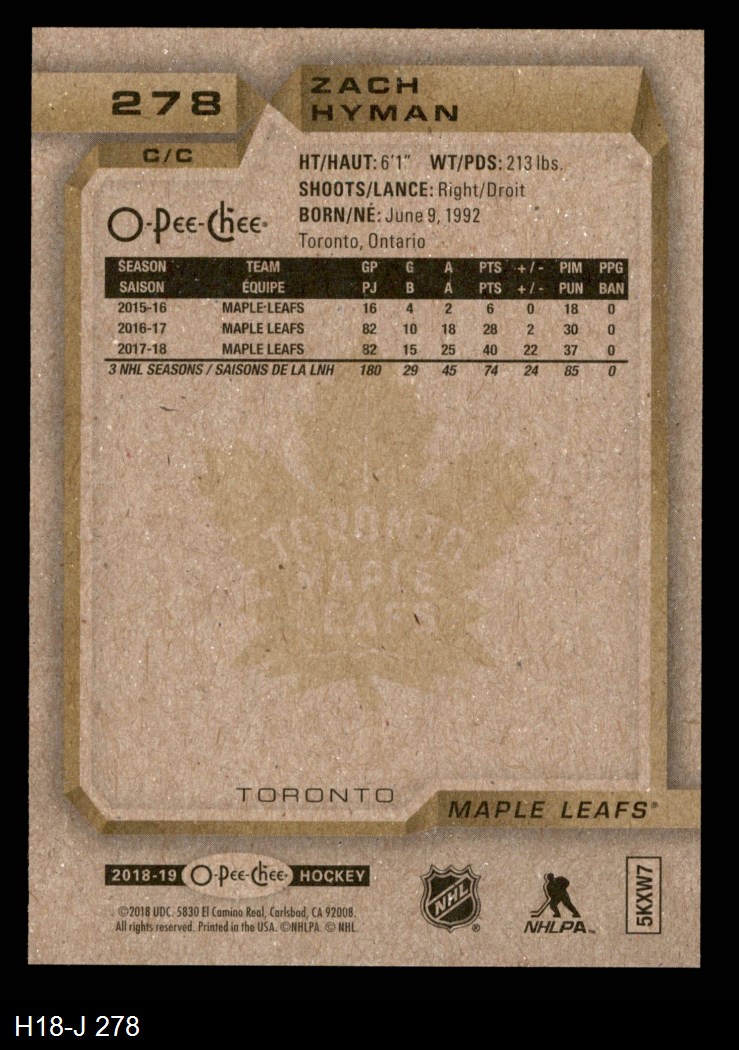 278
ZACH
HYMAN
C/C
HT/HAUT: 6'1" WT/PDS: 213 lbs.
SHOOTS/LANCE: Right/Droit
BORN/NÉ: June 9, 1992
Toronto, Ontario
O-Pee-Chee®
SEASON TEAM GP G A PTS +/- PIM PPG
SAISON ÉQUIPE PJ B A PTS +/- PUN BAN
2015-16 MAPLE LEAFS 16 4 2 6 0 18 0
2016-17 MAPLE LEAFS 82 10 18 28 2 30 0
2017-18 MAPLE LEAFS 82 15 25 40 22 37 0
3 NHL SEASONS / SAISONS DE LA LNH 180 29 45 74 24 85 0
TORONTO
MAPLE
LEAFS
TORONTO
MAPLE LEAFS®
2018-19 O-Pee-Chee® HOCKEY
©2018 UDC. 5830 El Camino Real, Carlsbad, CA 92008.
All rights reserved. Printed in the USA. ©NHLPA. © NHL.
NHL®
NHLPA™
5KXW7
H18-J 278